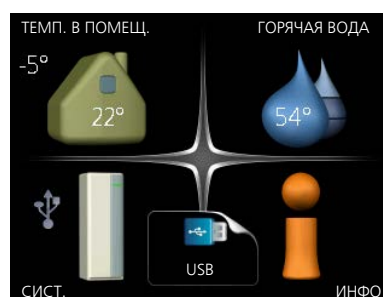 ТЕМП. В ПОМЕЩ.
ГОРЯЧАЯ ВОДА
-5°
22°
54°
USB
СИСТ.
ИНФО